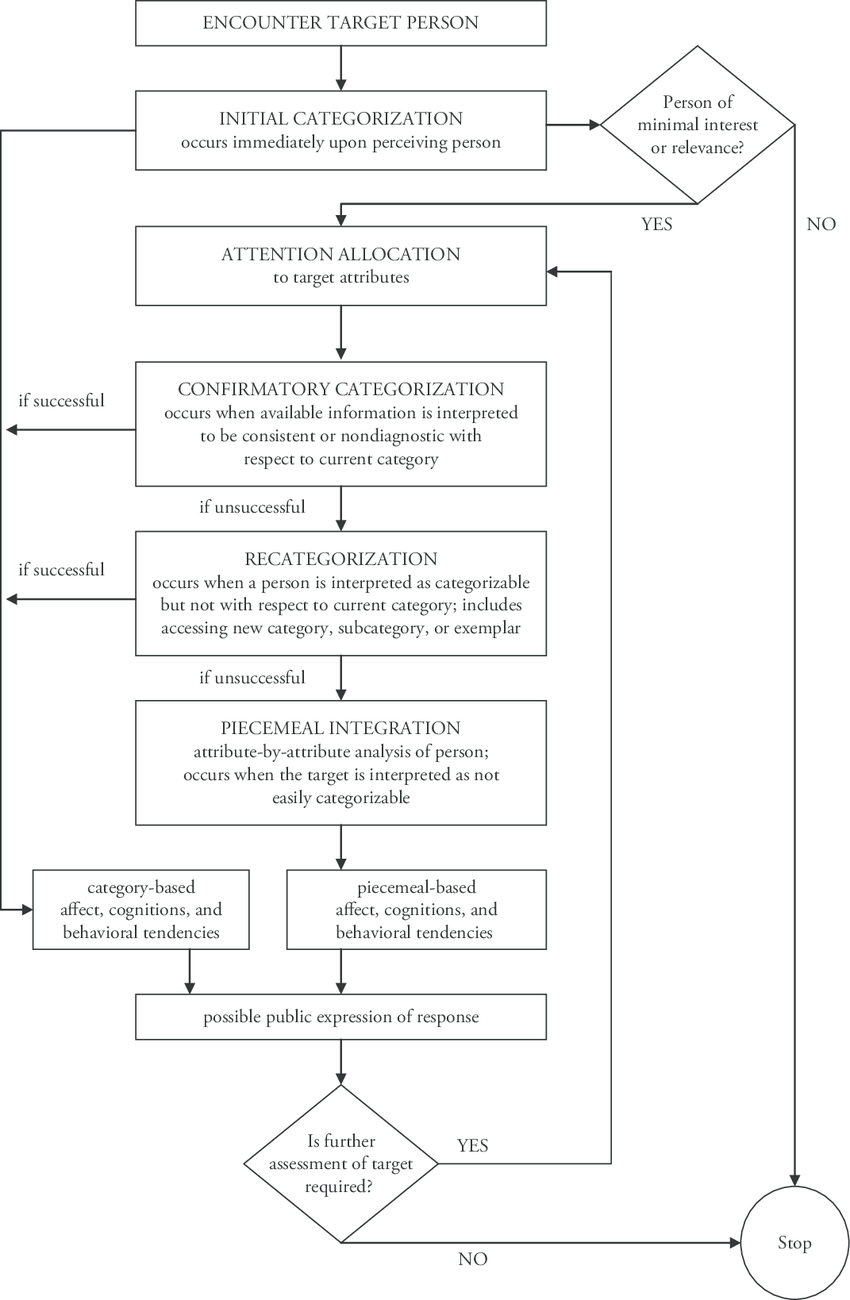 ENCOUNTER TARGET PERSON
INITIAL CATEGORIZATION
occurs immediately upon perceiving person
Person of
minimal interest
or relevance?
YES
NO
ATTENTION ALLOCATION
to target attributes
CONFIRMATORY CATEGORIZATION
occurs when available information is interpreted
to be consistent or nondiagnostic with
respect to current category
if successful
if unsuccessful
RECATEGORIZATION
occurs when a person is interpreted as categorizable
but not with respect to current category; includes
accessing new category, subcategory, or exemplar
if successful
if unsuccessful
PIECEMEAL INTEGRATION
attribute-by-attribute analysis of person;
occurs when the target is interpreted as not
easily categorizable
category-based
affect, cognitions, and
behavioral tendencies
piecemeal-based
affect, cognitions, and
behavioral tendencies
possible public expression of response
Is further
assessment of target
required?
YES
NO
Stop